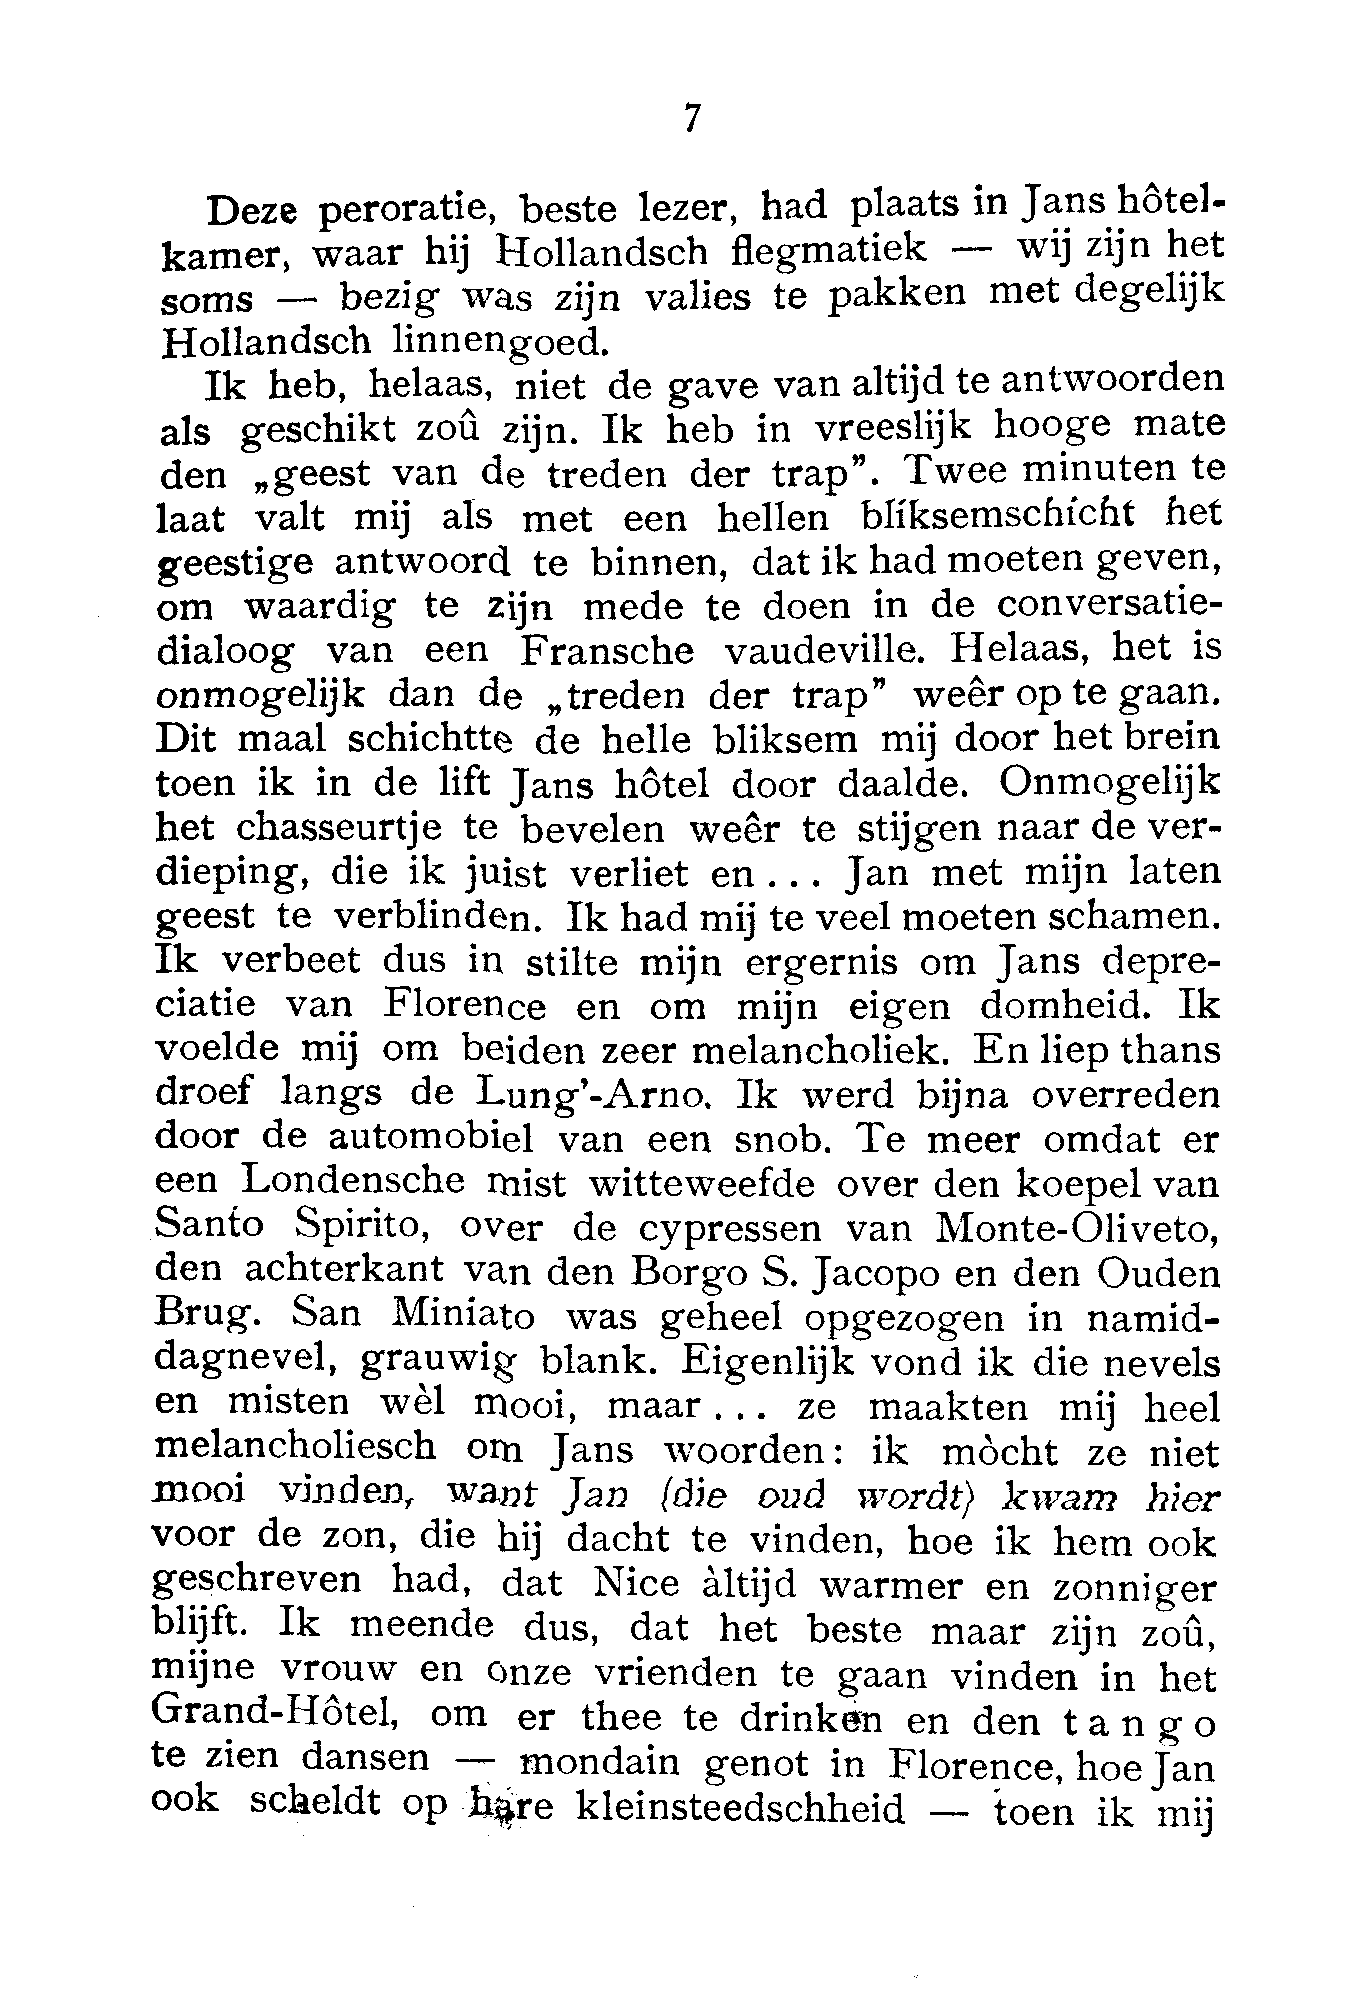 7
Deze peroratie, beste lezer, had plaats in Jans hôtel-
kamer, waar hij Hollandsch flegmatiek — wij zijn het
soms — bezig was zijn valies te pakken met degelijk
Hollandsch linnengoed.
Ik heb, helaas, niet de gave van altijd te antwoorden
als geschikt zoû zijn. Ik heb in vreeslijk hooge mate
den „geest van de treden der trap”. Twee minuten te
laat valt mij als met een hellen bliksemschicht het
geestige antwoord te binnen, dat ik had moeten geven,
om waardig te zijn mede te doen in de conversatie-
dialoog van een Fransche vaudeville. Helaas, het is
onmogelijk dan de „treden der trap” weêr op te gaan.
Dit maal schichtte de helle bliksem mij door het brein
toen ik in de lift Jans hôtel door daalde. Onmogelijk
het chasseurtje te bevelen weêr te stijgen naar de ver-
dieping, die ik juist verliet en ... Jan met mijn laten
geest te verblinden. Ik had mij te veel moeten schamen.
Ik verbeet dus in stilte mijn ergernis om Jans depre-
ciatie van Florence en om mijn eigen domheid. Ik
voelde mij om beiden zeer melancholiek. En liep thans
droef langs de Lung’-Arno. Ik werd bijna overreden
door de automobiel van een snob. Te meer omdat er
een Londensche mist witteweefde over den koepel van
Santo Spirito, over de cypressen van Monte-Oliveto,
den achterkant van den Borgo S. Jacopo en den Ouden
Brug. San Miniato was geheel opgezogen in namid-
dagnevel, grauwig blank. Eigenlijk vond ik die nevels
en misten wèl mooi, maar ... ze maakten mij heel
melancholiesch om Jans woorden: ik mòcht ze niet
mooi vinden, want Jan (die oud wordt) kwam hier
voor de zon, die hij dacht te vinden, hoe ik hem ook
geschreven had, dat Nice àltijd warmer en zonniger
blijft. Ik meende dus, dat het beste maar zijn zoû,
mijne vrouw en onze vrienden te gaan vinden in het
Grand-Hôtel, om er thee te drinken en den tango
te zien dansen — mondain genot in Florence, hoe Jan
ook scheldt op hare kleinsteedschheid — toen ik mij